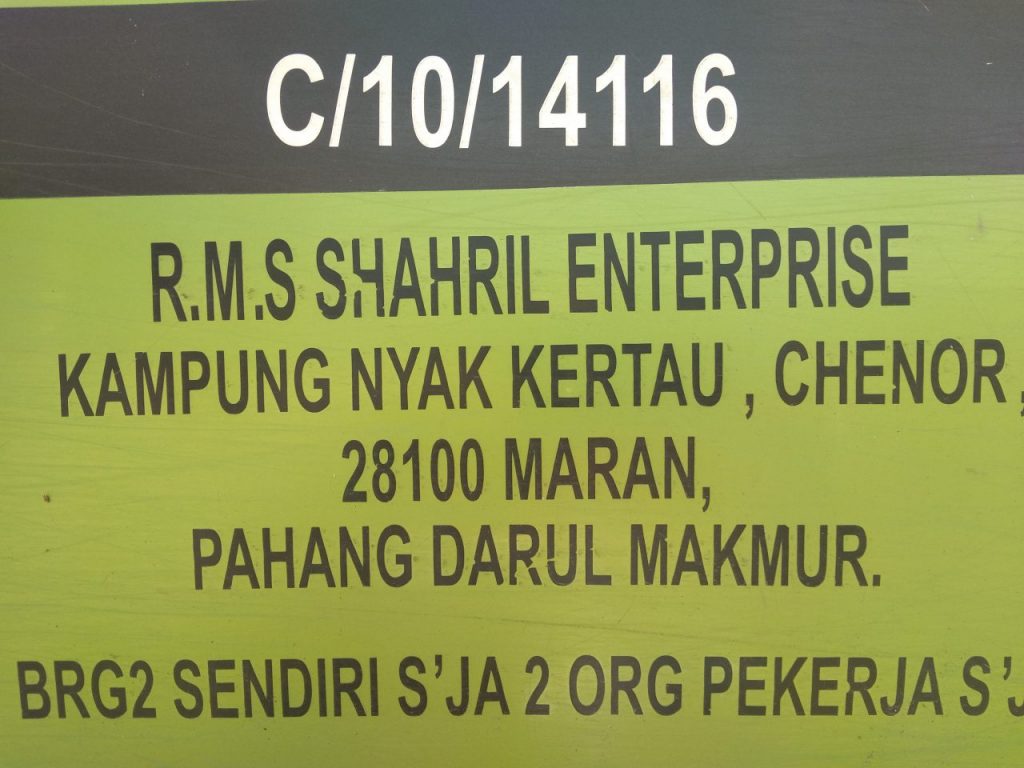 C/10/14116
R.M.S SHAHRIL ENTERPRISE
KAMPUNG NYAK KERTAU , CHENOR ,
28100 MARAN,
PAHANG DARUL MAKMUR.
BRG2 SENDIRI S'JA 2 ORG PEKERJA S'J